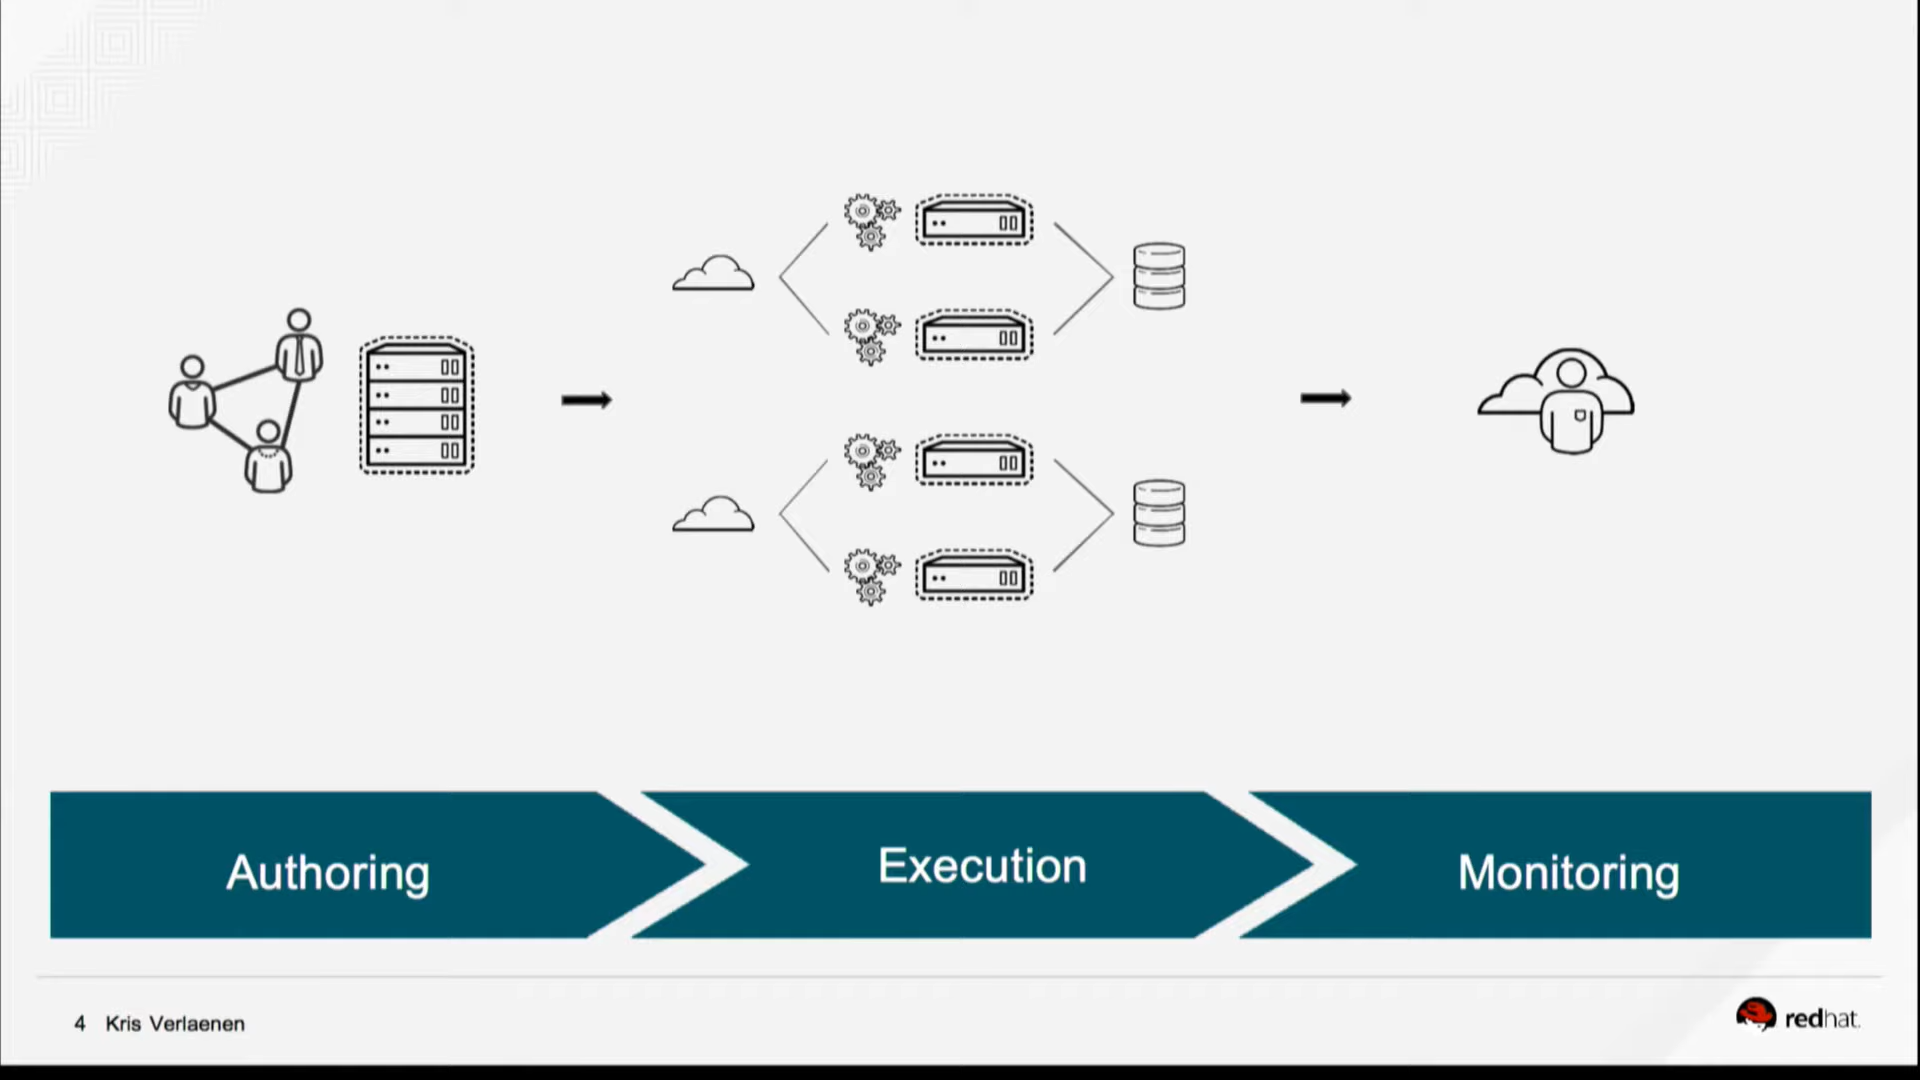 Authoring
Execution
Monitoring
4 Kris Verlaenen
redhat.